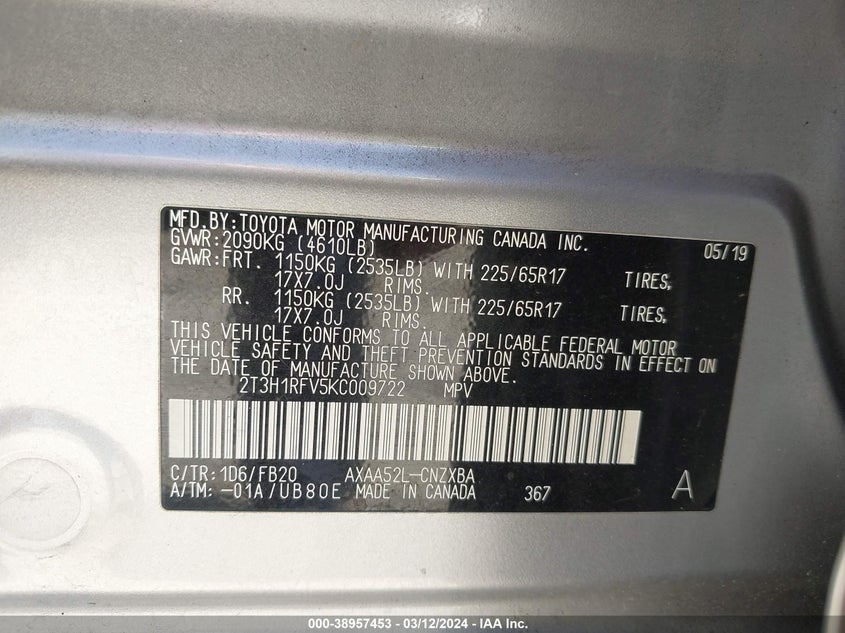 MFD.BY:TOYOTA MOTOR MANUFACTURING CANADA INC.
GVWR:2090KG (4610LB) 05/19
GAWR:FRT. 1150KG (2535LB) WITH 225/65R17 TIRES,
17X7.0J RIMS.
RR. 1150KG (2535LB) WITH 225/65R17 TIRES,
17X7.0J RIMS.
THIS VEHICLE CONFORMS TO ALL APPLICABLE FEDERAL MOTOR
VEHICLE SAFETY AND THEFT PREVENTION STANDARDS IN EFFECT ON
THE DATE OF MANUFACTURE SHOWN ABOVE.
2T3H1RFV5KC009722 MPV
C/TR:1D6/FB20 AXAA52L-CNZXBA
A/TM:-01A/UB80E MADE IN CANADA 367 A
000-38957453 - 03/12/2024 - IAA Inc.